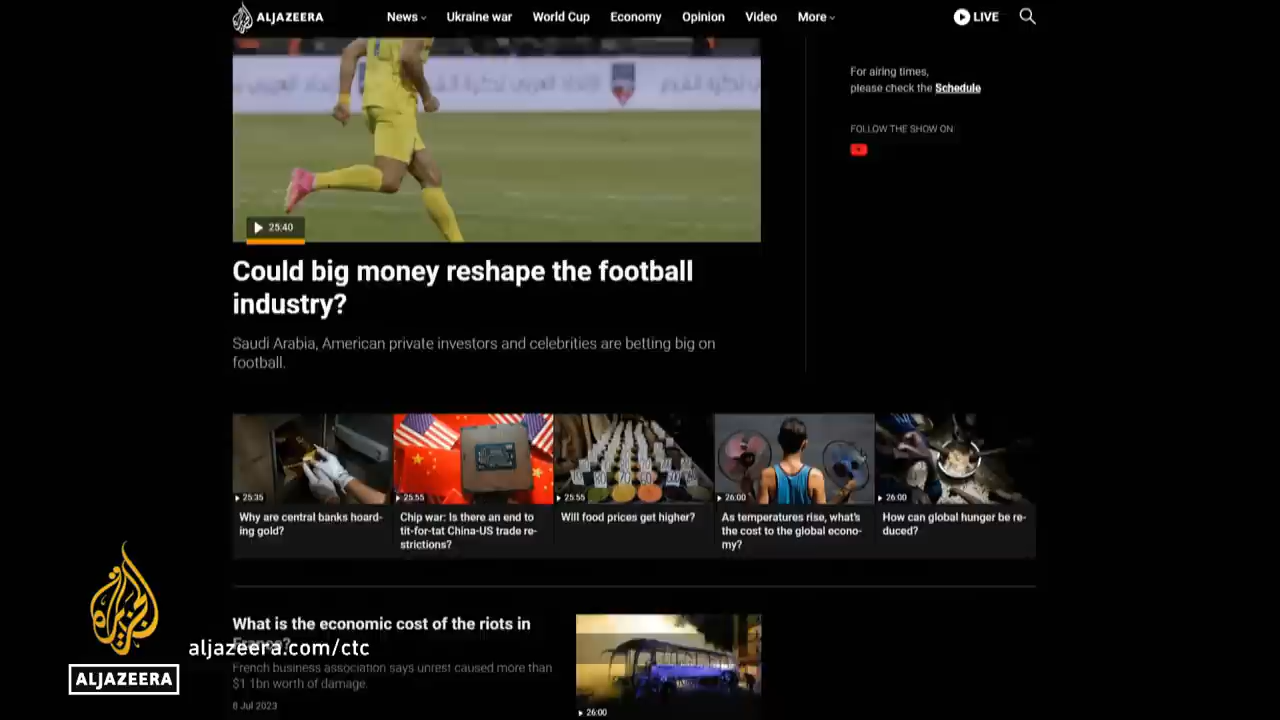 ALJAZEERA
News
Ukraine war
World Cup
Economy
Opinion
Video
More
LIVE
For airing times,
please check the Schedule
FOLLOW THE SHOW ON
25:40
Could big money reshape the football
industry?
Saudi Arabia, American private investors and celebrities are betting big on
football.
25:35
Why are central banks hoard-
ing gold?
25:55
Chip war: Is there an end to
tit-for-tat China-US trade re-
strictions?
25:55
Will food prices get higher?
26:00
As temperatures rise, what's
the cost to the global econo-
my?
26:00
How can global hunger be re-
duced?
What is the economic cost of the riots in
France?
French business association says unrest caused more than
$1.1bn worth of damage.
8 Jul 2023
26:00
aljazeera.com/ctc
الجزيرة
ALJAZEERA